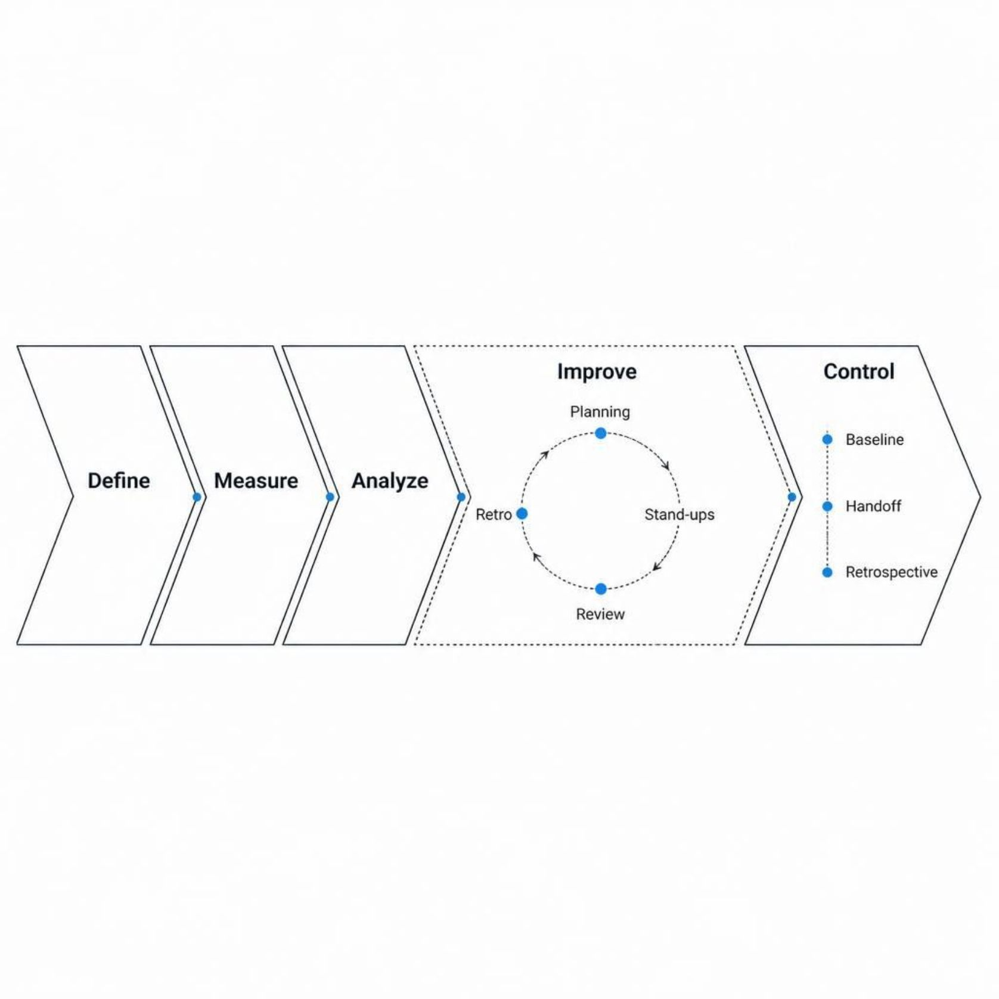 Define
Measure
Analyze
Improve
Planning
Stand-ups
Review
Retro
Control
Baseline
Handoff
Retrospective